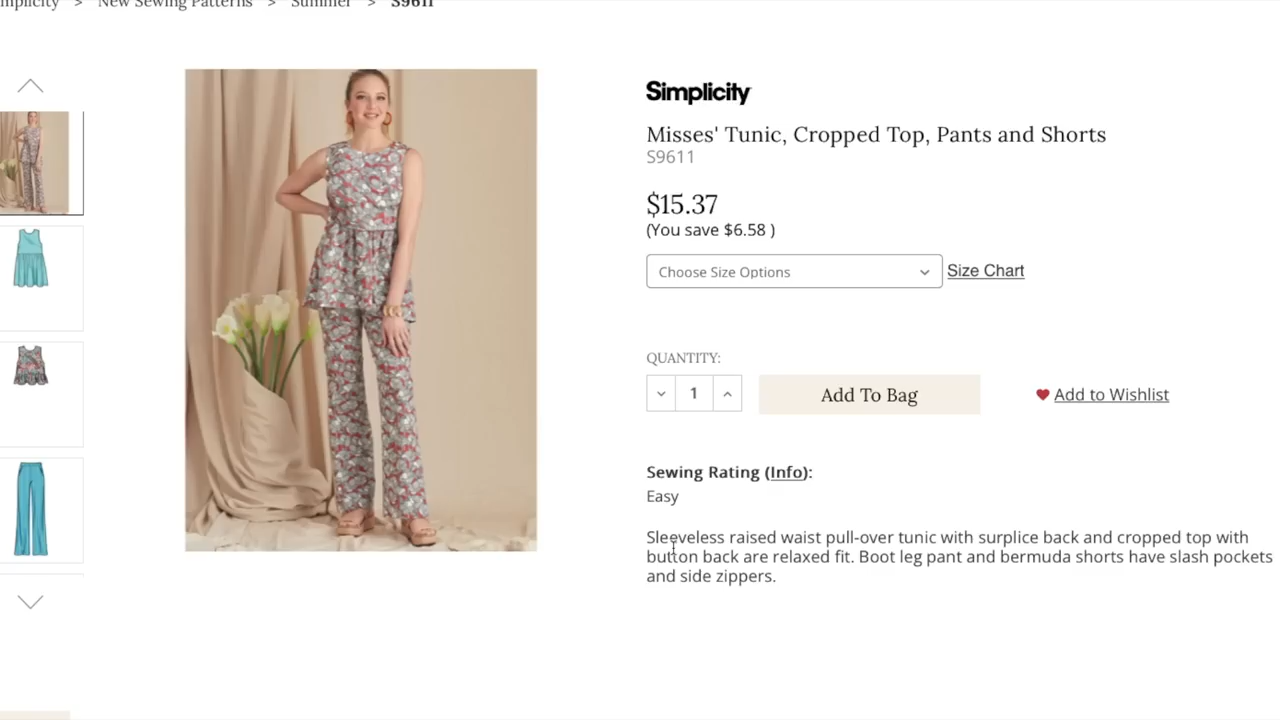 Simplicity > New Sewing Patterns > Summer > S9611
Simplicity
Misses' Tunic, Cropped Top, Pants and Shorts
S9611
$15.37
(You save $6.58 )
Choose Size Options
Size Chart
QUANTITY:
1
Add To Bag
Add to Wishlist
Sewing Rating (Info):
Easy
Sleeveless raised waist pull-over tunic with surplice back and cropped top with
button back are relaxed fit. Boot leg pant and bermuda shorts have slash pockets
and side zippers.